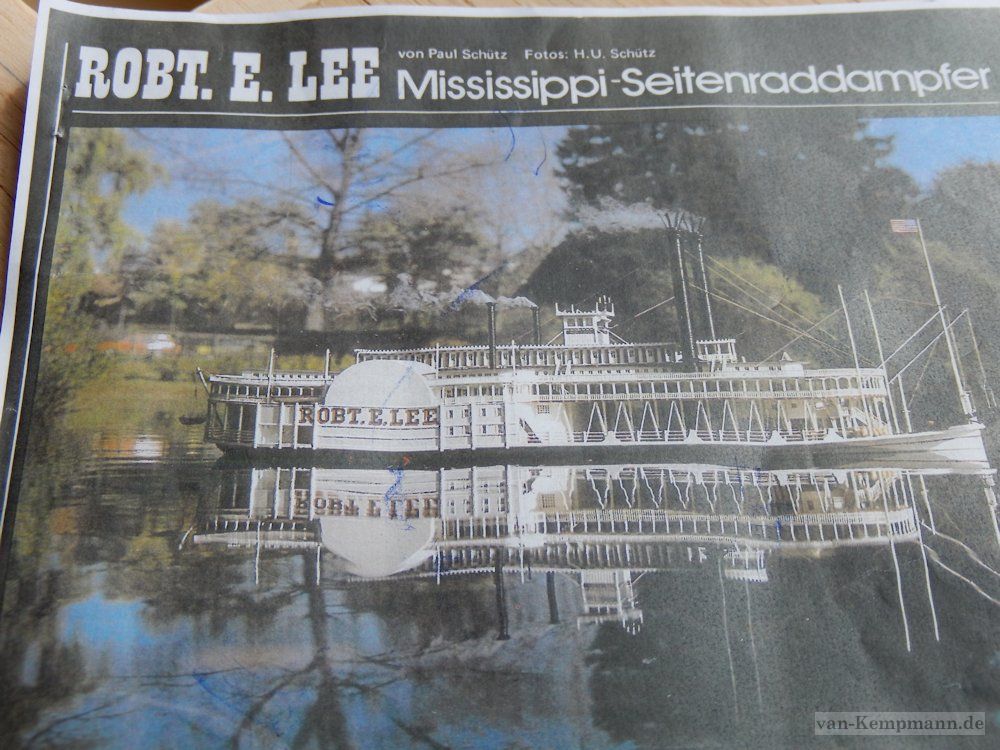 ROBT. E. LEE
von Paul Schütz Fotos: H.U. Schütz
Mississippi-Seitenraddampfer
ROBT. E. LEE
van-Kempmann.de